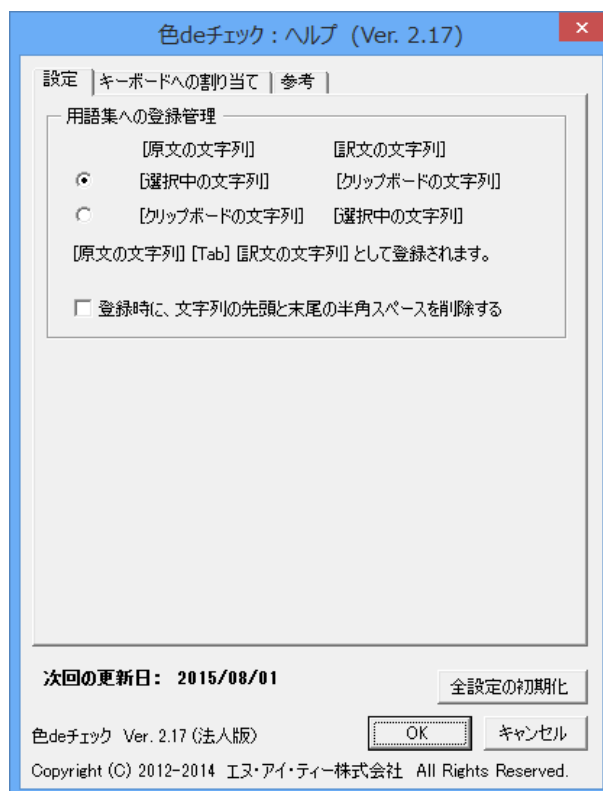 色deチェック：ヘルプ (Ver. 2.17)
×
設定 キーボードへの割り当て 参考
用語集への登録管理
[原文の文字列] [訳文の文字列]
[選択中の文字列] [クリップボードの文字列]
[クリップボードの文字列] [選択中の文字列]
[原文の文字列] [Tab] [訳文の文字列] として登録されます。
登録時に、文字列の先頭と末尾の半角スペースを削除する
次回の更新日： 2015/08/01
全設定の初期化
色deチェック Ver. 2.17 (法人版)
OK キャンセル
Copyright (C) 2012-2014 エヌ・アイ・ティー株式会社 All Rights Reserved.